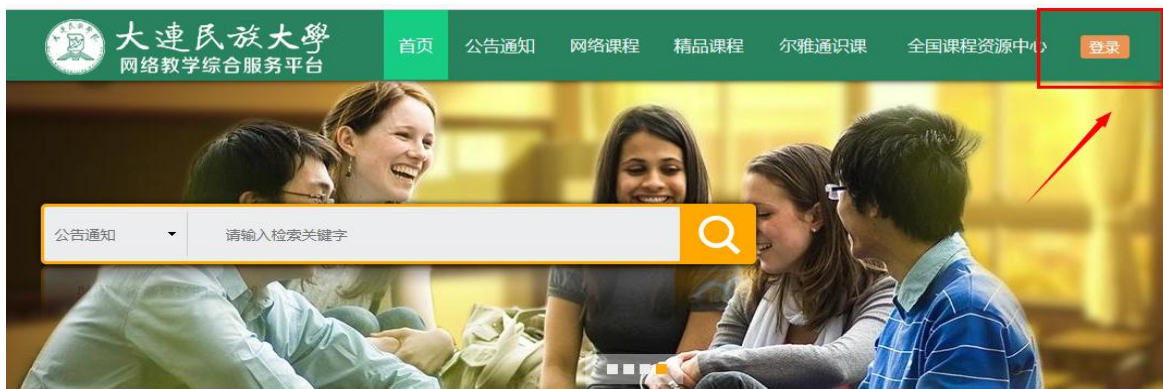 大連民族大學
网络教学综合服务平台
首页 公告通知 网络课程 精品课程 尔雅通识课 全国课程资源中心 登录
公告通知 请输入检索关键字